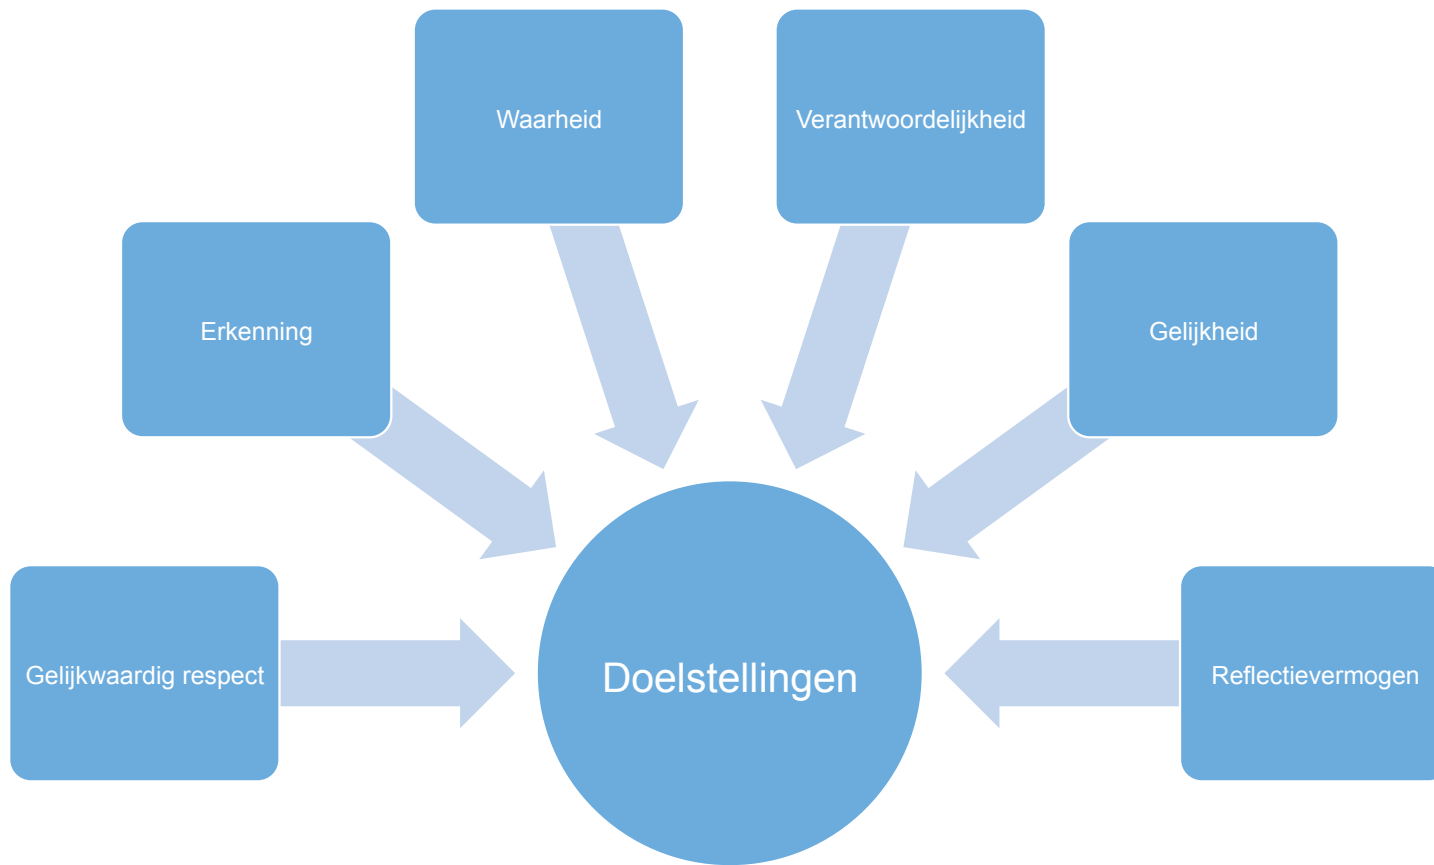 Waarheid
Verantwoordelijkheid
Erkenning
Gelijkheid
Gelijkwaardig respect
Doelstellingen
Reflectievermogen